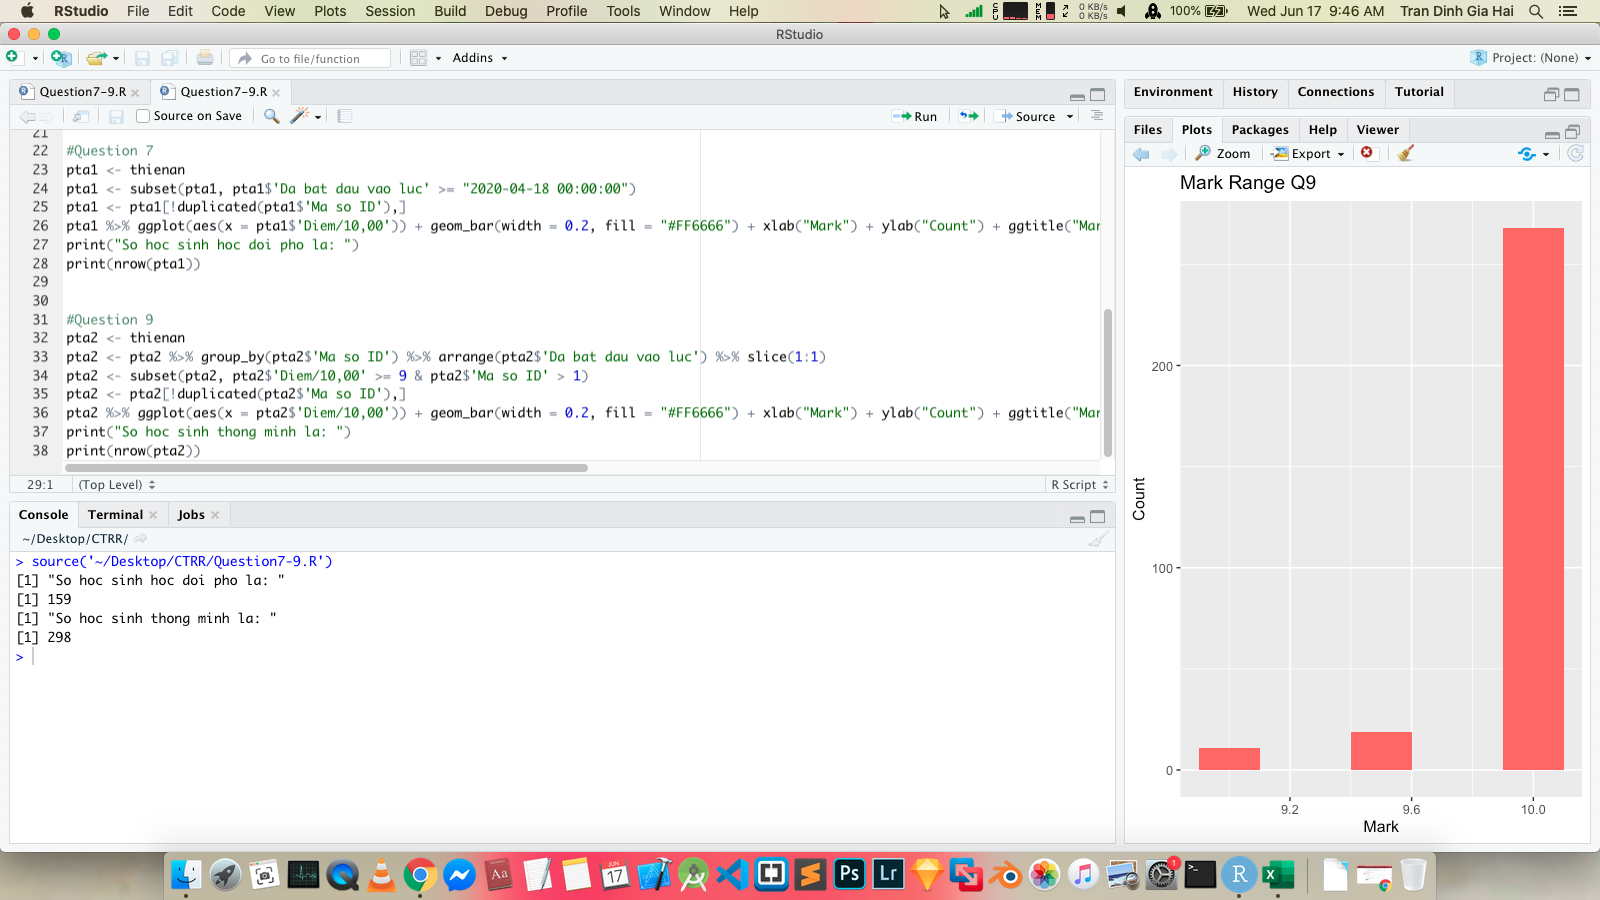 RStudio File Edit Code View Plots Session Build Debug Profile Tools Window Help
0 KB/s
0 KB/s
100% Wed Jun 17 9:46 AM Tran Dinh Gia Hai
RStudio
Go to file/function Addins Project: (None)
Question7-9.R Question7-9.R
Source on Save Run Source
21
22 #Question 7
23 pta1 <- thienan
24 pta1 <- subset(pta1, pta1$'Da bat dau vao luc' >= "2020-04-18 00:00:00")
25 pta1 <- pta1[!duplicated(pta1$'Ma so ID'),]
26 pta1 %>% ggplot(aes(x = pta1$'Diem/10,00')) + geom_bar(width = 0.2, fill = "#FF6666") + xlab("Mark") + ylab("Count") + ggtitle("Mar
27 print("So hoc sinh hoc doi pho la: ")
28 print(nrow(pta1))
29
30
31 #Question 9
32 pta2 <- thienan
33 pta2 <- pta2 %>% group_by(pta2$'Ma so ID') %>% arrange(pta2$'Da bat dau vao luc') %>% slice(1:1)
34 pta2 <- subset(pta2, pta2$'Diem/10,00' >= 9 & pta2$'Ma so ID' > 1)
35 pta2 <- pta2[!duplicated(pta2$'Ma so ID'),]
36 pta2 %>% ggplot(aes(x = pta2$'Diem/10,00')) + geom_bar(width = 0.2, fill = "#FF6666") + xlab("Mark") + ylab("Count") + ggtitle("Mar
37 print("So hoc sinh thong minh la: ")
38 print(nrow(pta2))
29:1 (Top Level) R Script
Console Terminal Jobs
~/Desktop/CTRR/
> source('~/Desktop/CTRR/Question7-9.R')
[1] "So hoc sinh hoc doi pho la: "
[1] 159
[1] "So hoc sinh thong minh la: "
[1] 298
>
Environment History Connections Tutorial
Files Plots Packages Help Viewer
Zoom Export
Mark Range Q9
200
100
0
Count
9.2 9.6 10.0
Mark
Aa
JUN
17
Ps
Lr
1
R
X